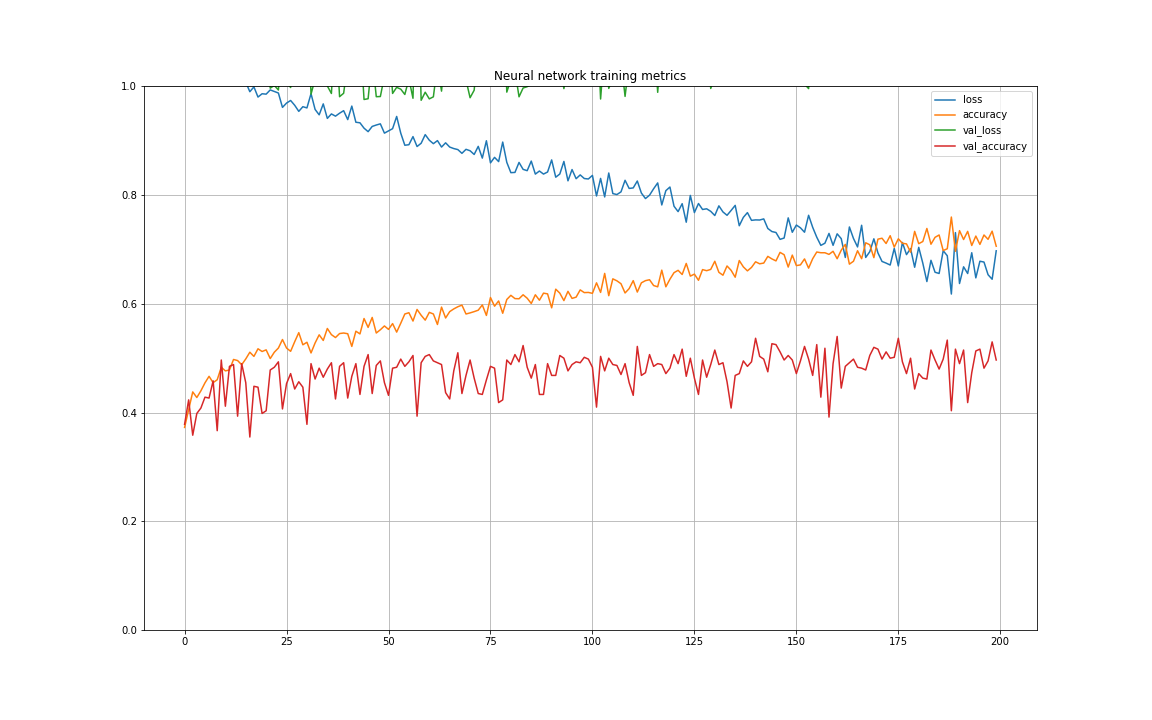 Neural network training metrics
1.0
0.8
0.6
0.4
0.2
0.0
0 25 50 75 100 125 150 175 200
loss
accuracy
val_loss
val_accuracy